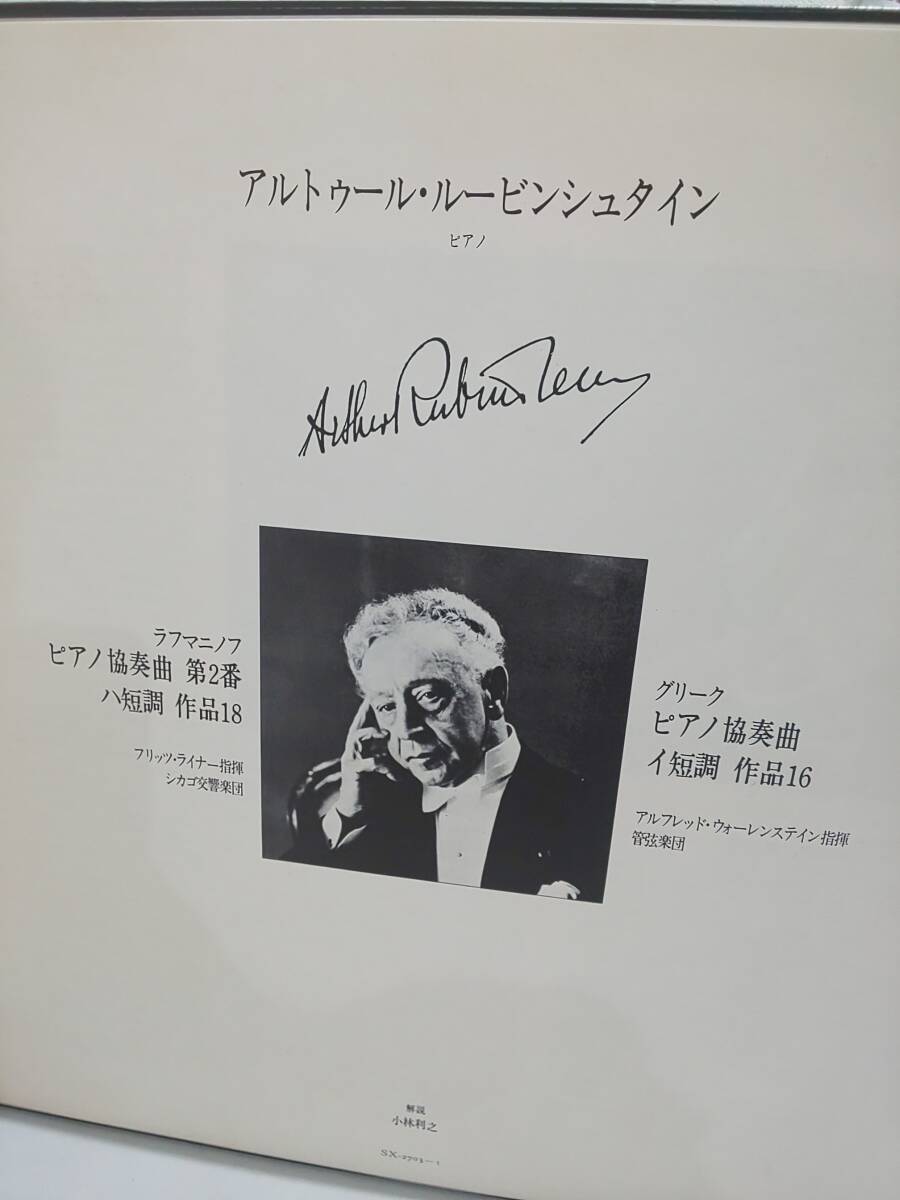 アルトゥール・ルービンシュタイン
ピアノ
Arthur Rubinstein
ラフマニノフ
ピアノ協奏曲 第2番
ハ短調 作品18
フリッツ・ライナー指揮
シカゴ交響楽団
グリーク
ピアノ協奏曲
イ短調 作品16
アルフレッド・ウォーレンステイン指揮
管弦楽団
解説
小林利之
SX-2703-1